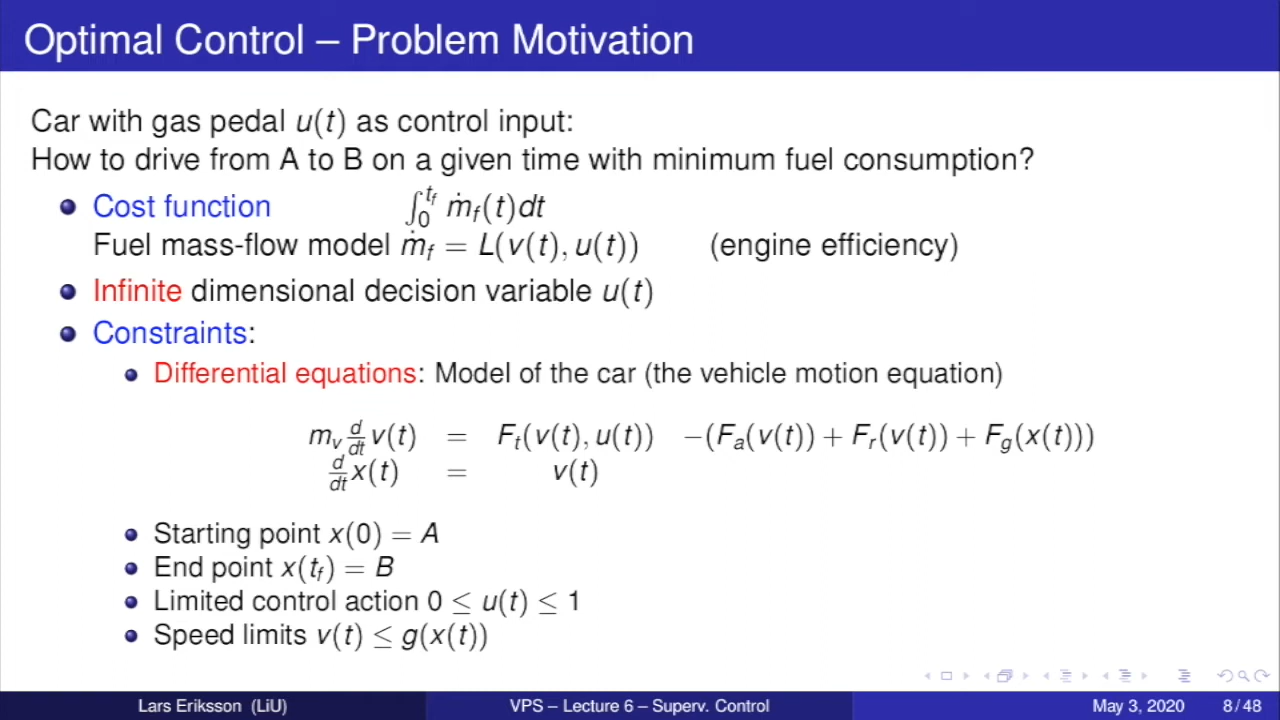 Optimal Control – Problem Motivation
Car with gas pedal u(t) as control input:
How to drive from A to B on a given time with minimum fuel consumption?
Cost function ∫₀^{t_f} ṁ_f(t)dt
Fuel mass-flow model ṁ_f = L(v(t), u(t)) (engine efficiency)
Infinite dimensional decision variable u(t)
Constraints:
Differential equations: Model of the car (the vehicle motion equation)
m_v d/dt v(t) = F_t(v(t), u(t)) −(F_a(v(t)) + F_r(v(t)) + F_g(x(t)))
d/dt x(t) = v(t)
Starting point x(0) = A
End point x(t_f) = B
Limited control action 0 ≤ u(t) ≤ 1
Speed limits v(t) ≤ g(x(t))
Lars Eriksson (LiU) VPS – Lecture 6 – Superv. Control May 3, 2020 8 / 48